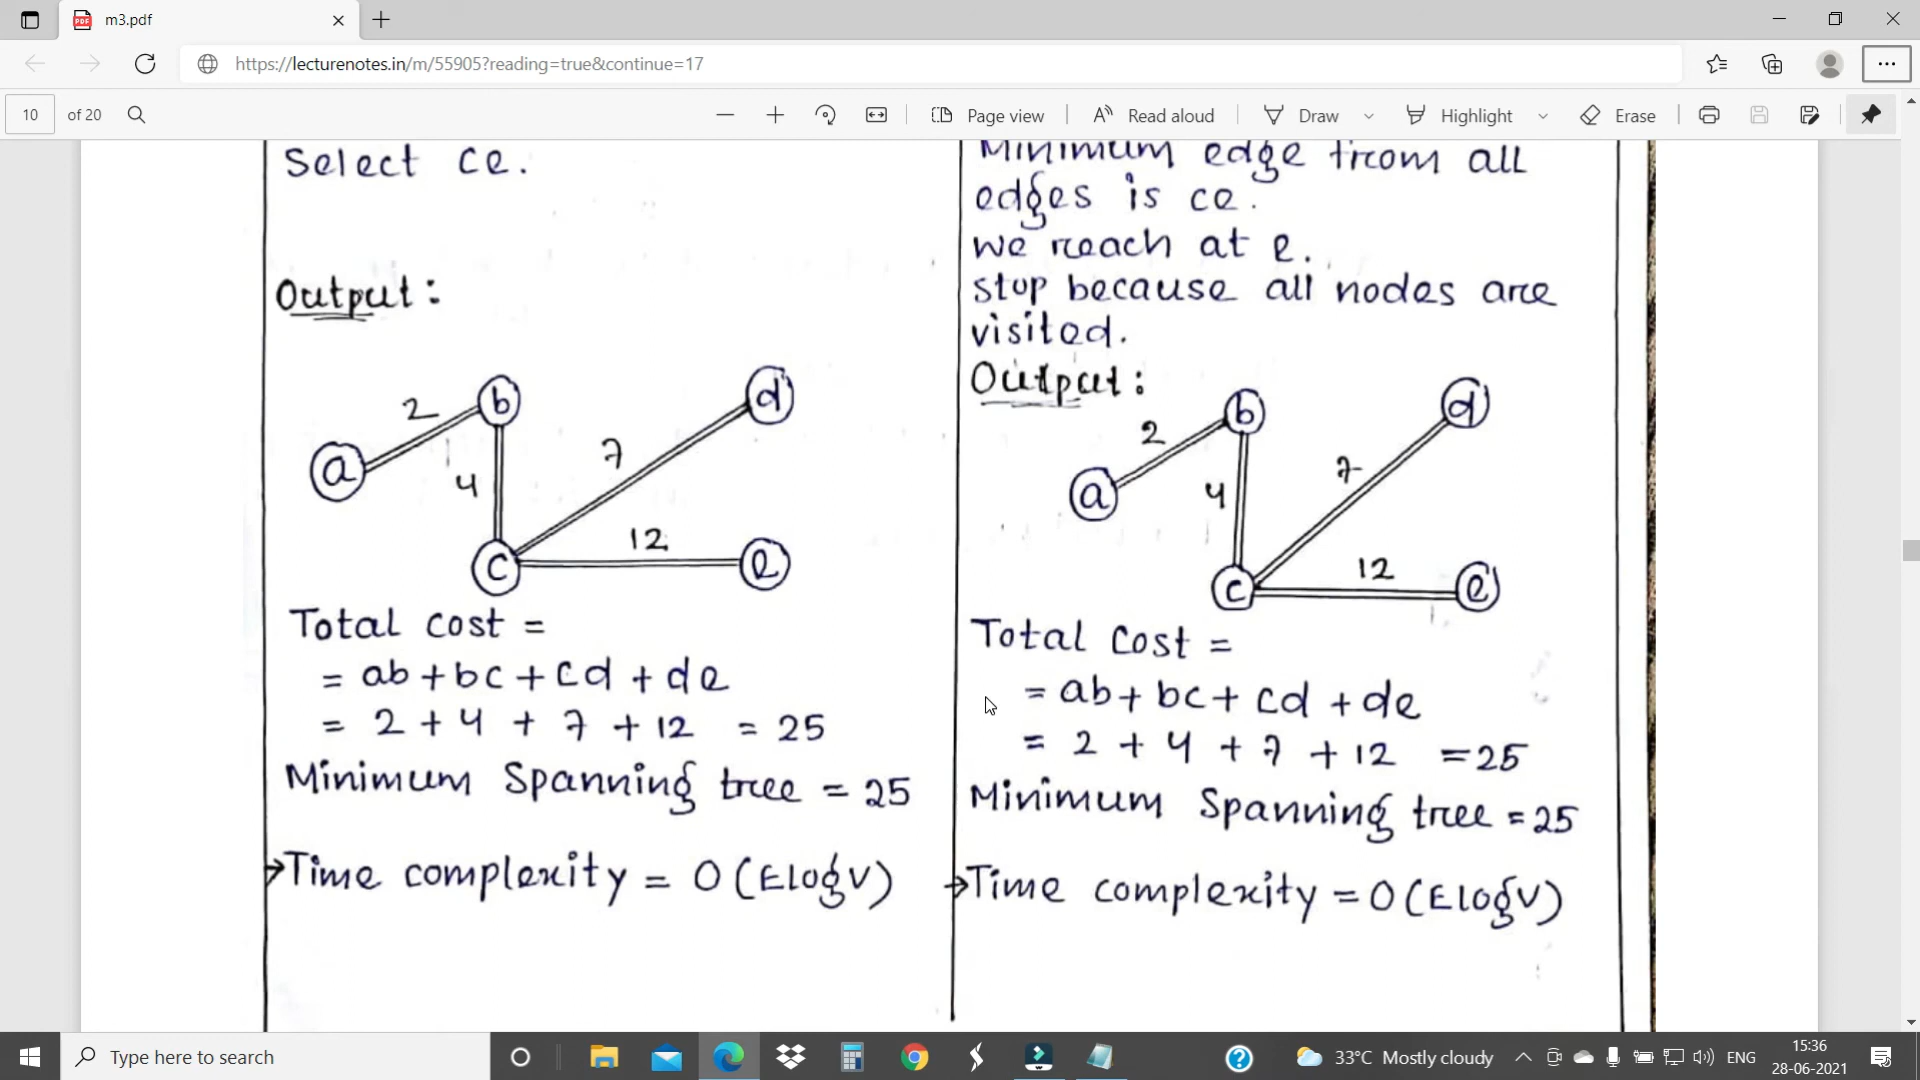 m3.pdf
https://lecturenotes.in/m/55905?reading=true&continue=17
10 of 20
Page view
Read aloud
Draw
Highlight
Erase
Select ce.
Output:
2
b
d
a
4
7
12
c
e
Total cost =
= ab+bc+cd+de
= 2+4+7+12 = 25
Minimum Spanning tree = 25
→Time complexity = O(ElogV)
Minimum edge from all
edges is ce.
we reach at e.
stop because all nodes are
visited.
Output:
2
b
d
a
4
7
12
c
e
Total Cost =
= ab+bc+cd+de
= 2+4+7+12 =25
Minimum Spanning tree =25
→Time complexity = O(ElogV)
Type here to search
33°C Mostly cloudy
ENG
15:36
28-06-2021